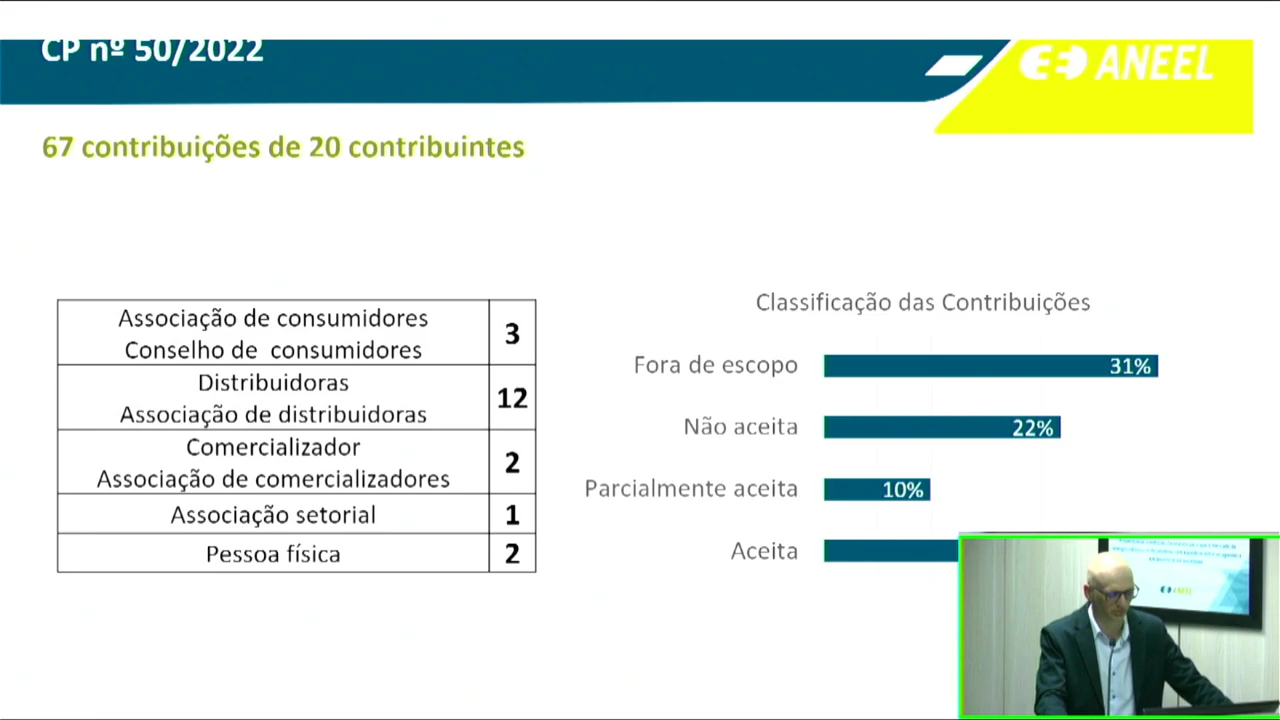 CP nº 50/2022
ANEEL
67 contribuições de 20 contribuintes
Associação de consumidores
Conselho de consumidores
3
Distribuidoras
Associação de distribuidoras
12
Comercializador
Associação de comercializadores
2
Associação setorial
1
Pessoa física
2
Classificação das Contribuições
Fora de escopo
31%
Não aceita
22%
Parcialmente aceita
10%
Aceita
ANEEL